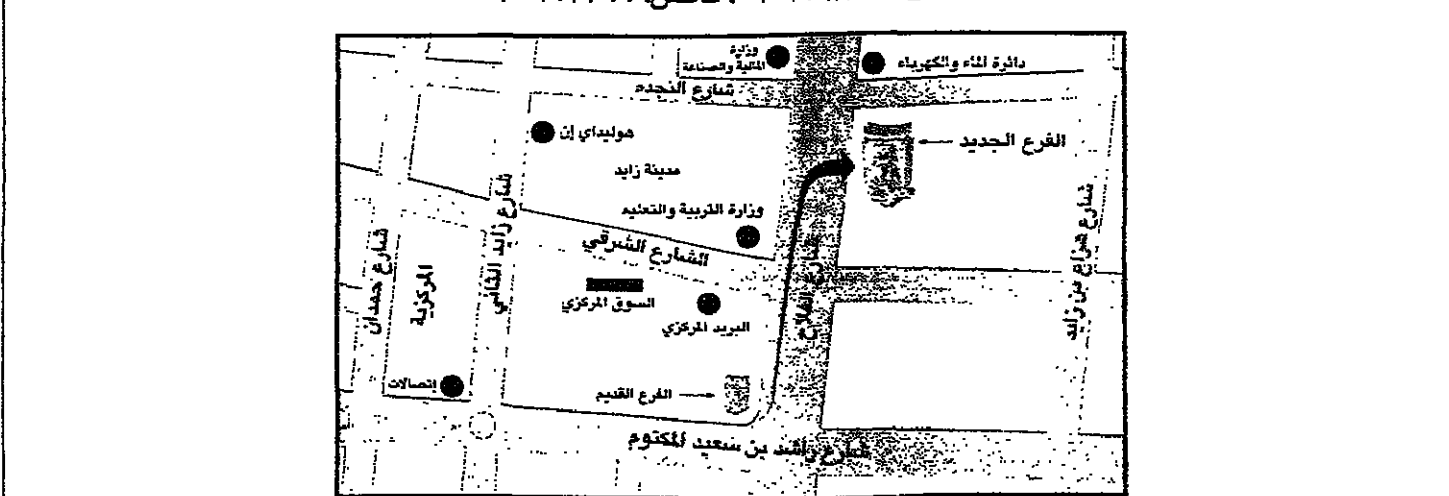 دائرة الماء والكهرباء
وزارة
المالية والصناعة
شارع النجده
الفرع الجديد
هوليداي إن
مدينة زايد
وزارة التربية والتعليم
الشارع الشرقي
شارع زايد الثاني
شارع هزاع بن زايد
شارع الفلاح
السوق المركزي
البريد المركزي
المركزية
شارع حمدان
إتصالات
الفرع القديم
شارع راشد بن سعيد المكتوم